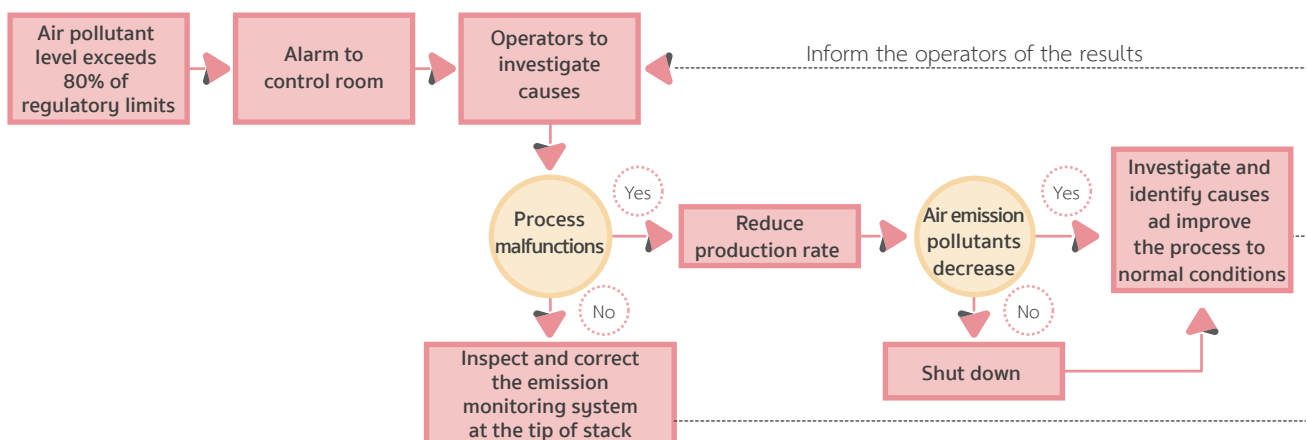 Air pollutant
level exceeds
80% of
regulatory limits
Alarm to
control room
Operators to
investigate
causes
Inform the operators of the results
Process
malfunctions
Yes
No
Reduce
production rate
Air emission
pollutants
decrease
Yes
No
Investigate and
identify causes
ad improve
the process to
normal conditions
Inspect and correct
the emission
monitoring system
at the tip of stack
Shut down